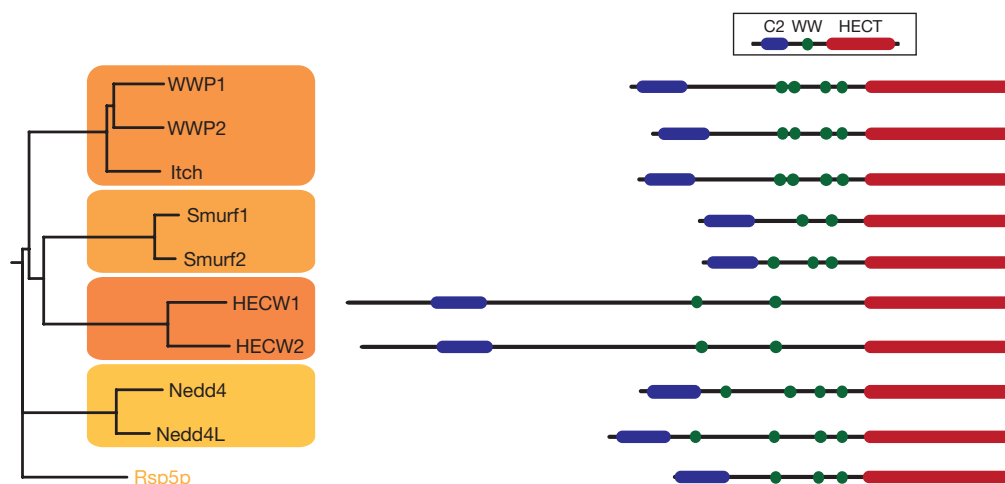 C2 WW HECT
WWP1
WWP2
Itch
Smurf1
Smurf2
HECW1
HECW2
Nedd4
Nedd4L
Rsp5p